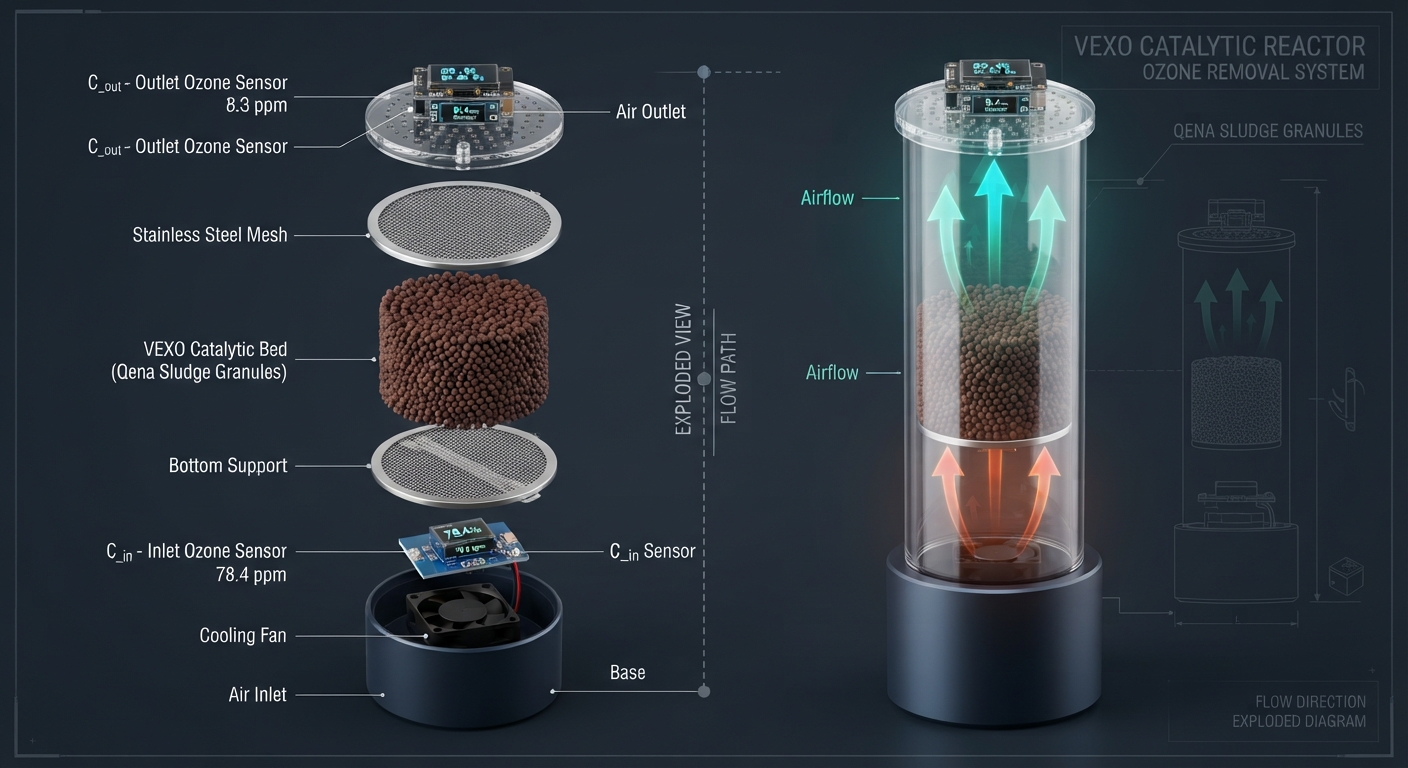 VEXO CATALYTIC REACTOR
OZONE REMOVAL SYSTEM
QENA SLUDGE GRANULES
C_out - Outlet Ozone Sensor
8.3 ppm
C_out - Outlet Ozone Sensor
Air Outlet
Stainless Steel Mesh
VEXO Catalytic Bed
(Qena Sludge Granules)
Bottom Support
C_in - Inlet Ozone Sensor
78.4 ppm
C_in Sensor
Cooling Fan
Air Inlet
Base
EXPLODED VIEW
FLOW PATH
Airflow
Airflow
L
FLOW DIRECTION
EXPLODED DIAGRAM